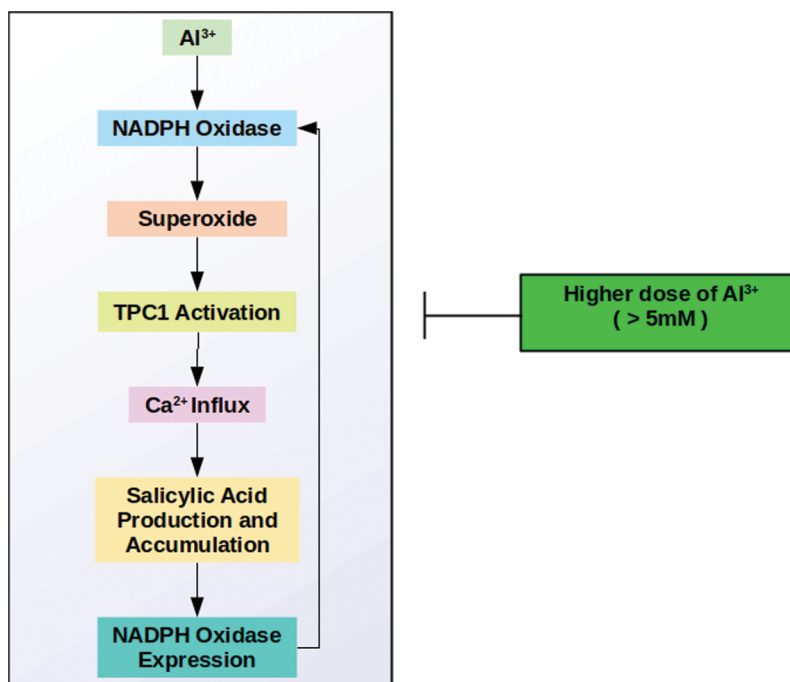 Al³⁺
NADPH Oxidase
Superoxide
TPC1 Activation
Ca²⁺ Influx
Salicylic Acid
Production and
Accumulation
NADPH Oxidase
Expression
Higher dose of Al³⁺
( > 5mM )